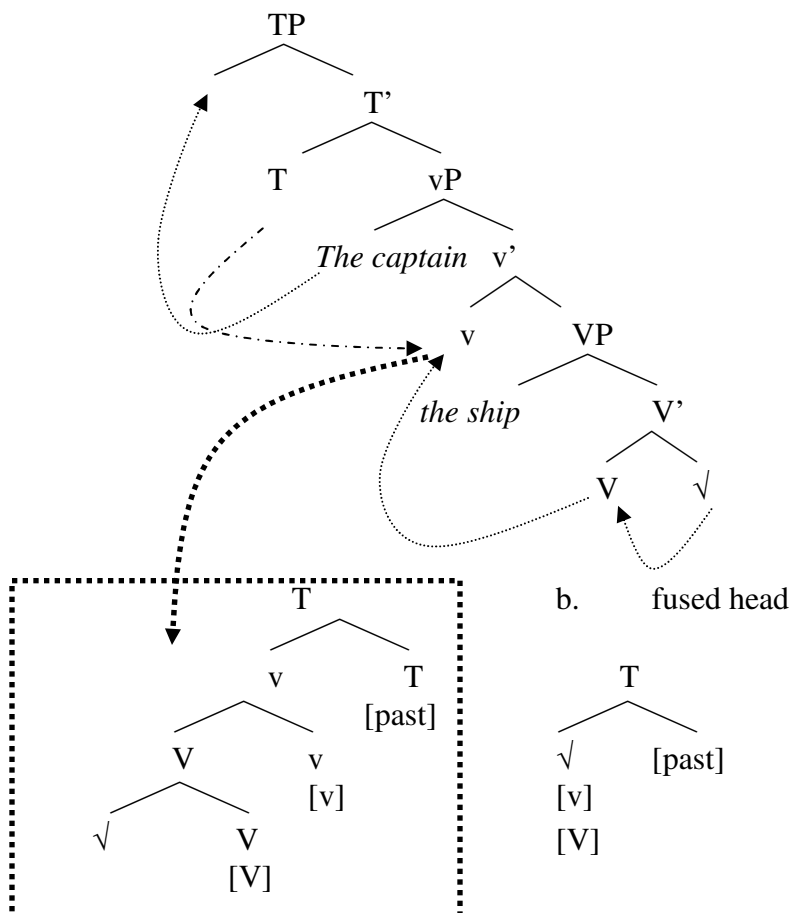 TP
T’
T vP
The captain v’
v VP
the ship V’
V √
b. fused head
T
v T
[past]
V v
[v]
√ V
[V]
T
√ [past]
[v]
[V]